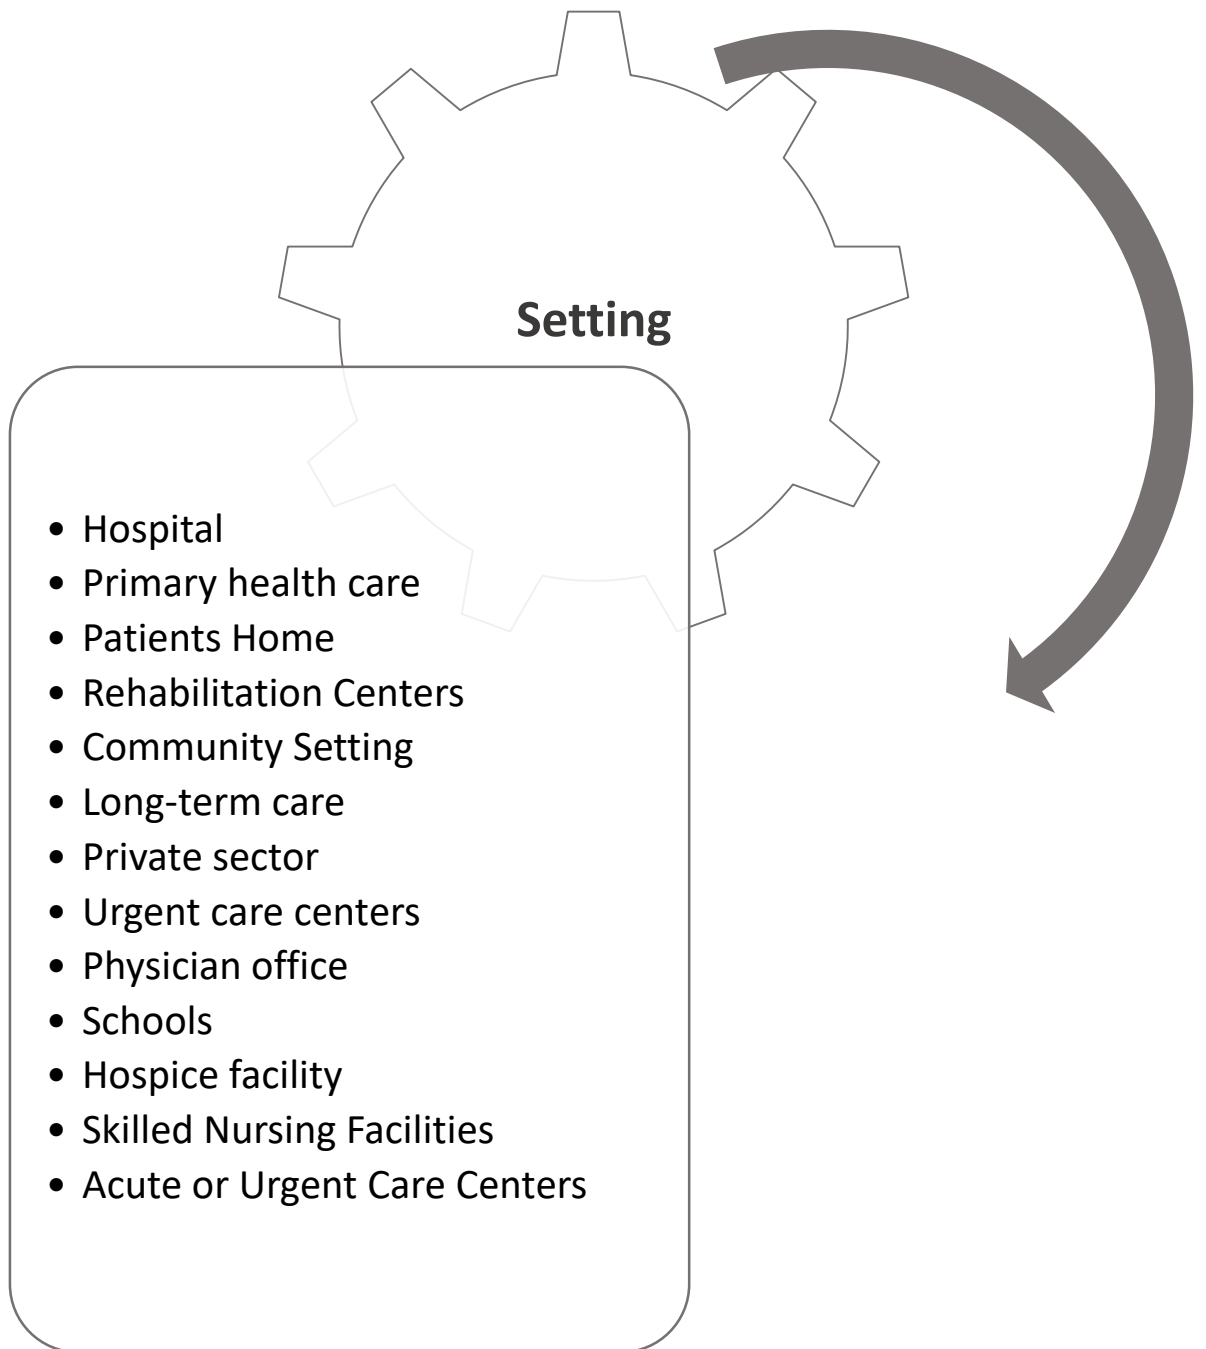 Setting
• Hospital
• Primary health care
• Patients Home
• Rehabilitation Centers
• Community Setting
• Long-term care
• Private sector
• Urgent care centers
• Physician office
• Schools
• Hospice facility
• Skilled Nursing Facilities
• Acute or Urgent Care Centers